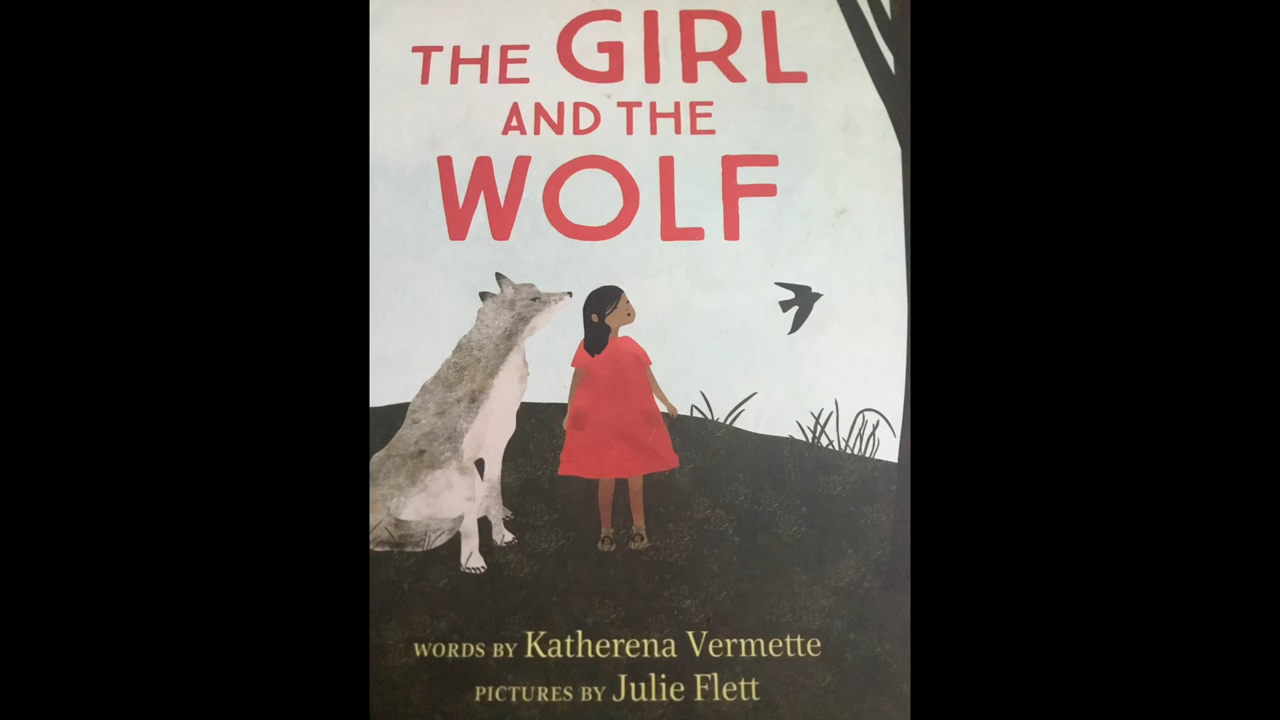 THE GIRL
AND THE
WOLF
WORDS BY Katherena Vermette
PICTURES BY Julie Flett